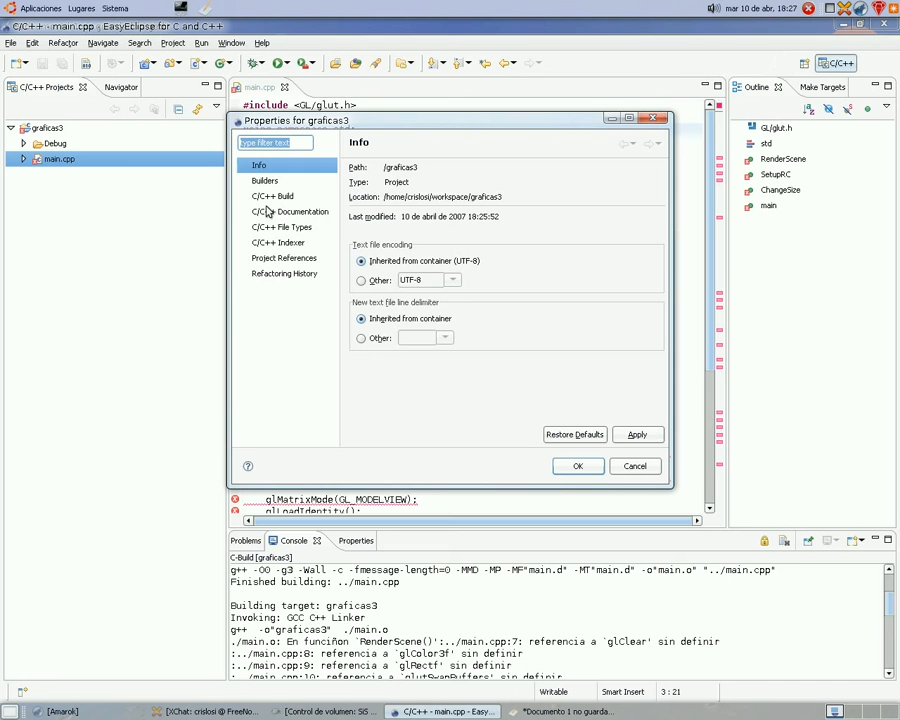 Aplicaciones Lugares Sistema
mar 10 de abr, 18:27
C/C++ - main.cpp - EasyEclipse for C and C++
File Edit Refactor Navigate Search Project Run Window Help
C/C++
C/C++ Projects Navigator
main.cpp
Outline Make Targets
graficas3
Debug
main.cpp
#include <GL/glut.h>
GL/glut.h
std
RenderScene
SetupRC
ChangeSize
main
Properties for graficas3
type filter text
Info
Builders
C/C++ Build
C/C++ Documentation
C/C++ File Types
C/C++ Indexer
Project References
Refactoring History
Info
Path: /graficas3
Type: Project
Location: /home/crislosi/workspace/graficas3
Last modified: 10 de abril de 2007 18:25:52
Text file encoding
Inherited from container (UTF-8)
Other: UTF-8
New text file line delimiter
Inherited from container
Other:
Restore Defaults Apply
OK Cancel
glMatrixMode(GL_MODELVIEW);
glLoadIdentity();
Problems Console Properties
C-Build [graficas3]
g++ -O0 -g3 -Wall -c -fmessage-length=0 -MMD -MP -MF"main.d" -MT"main.d" -o"main.o" "../main.cpp"
Finished building: ../main.cpp
Building target: graficas3
Invoking: GCC C++ Linker
g++ -o"graficas3" ./main.o
./main.o: En funciñon `RenderScene()':../main.cpp:7: referencia a `glClear' sin definir
:../main.cpp:8: referencia a `glColor3f' sin definir
:../main.cpp:9: referencia a `glRectf' sin definir
:../main.cpp:10: referencia a `glutSwapBuffers' sin definir
Writable Smart Insert 3 : 21
[Amarok] [XChat: crislosi @ FreeNo... [Control de volumen: SiS ... C/C++ - main.cpp - Easy... *Documento 1 no guarda...